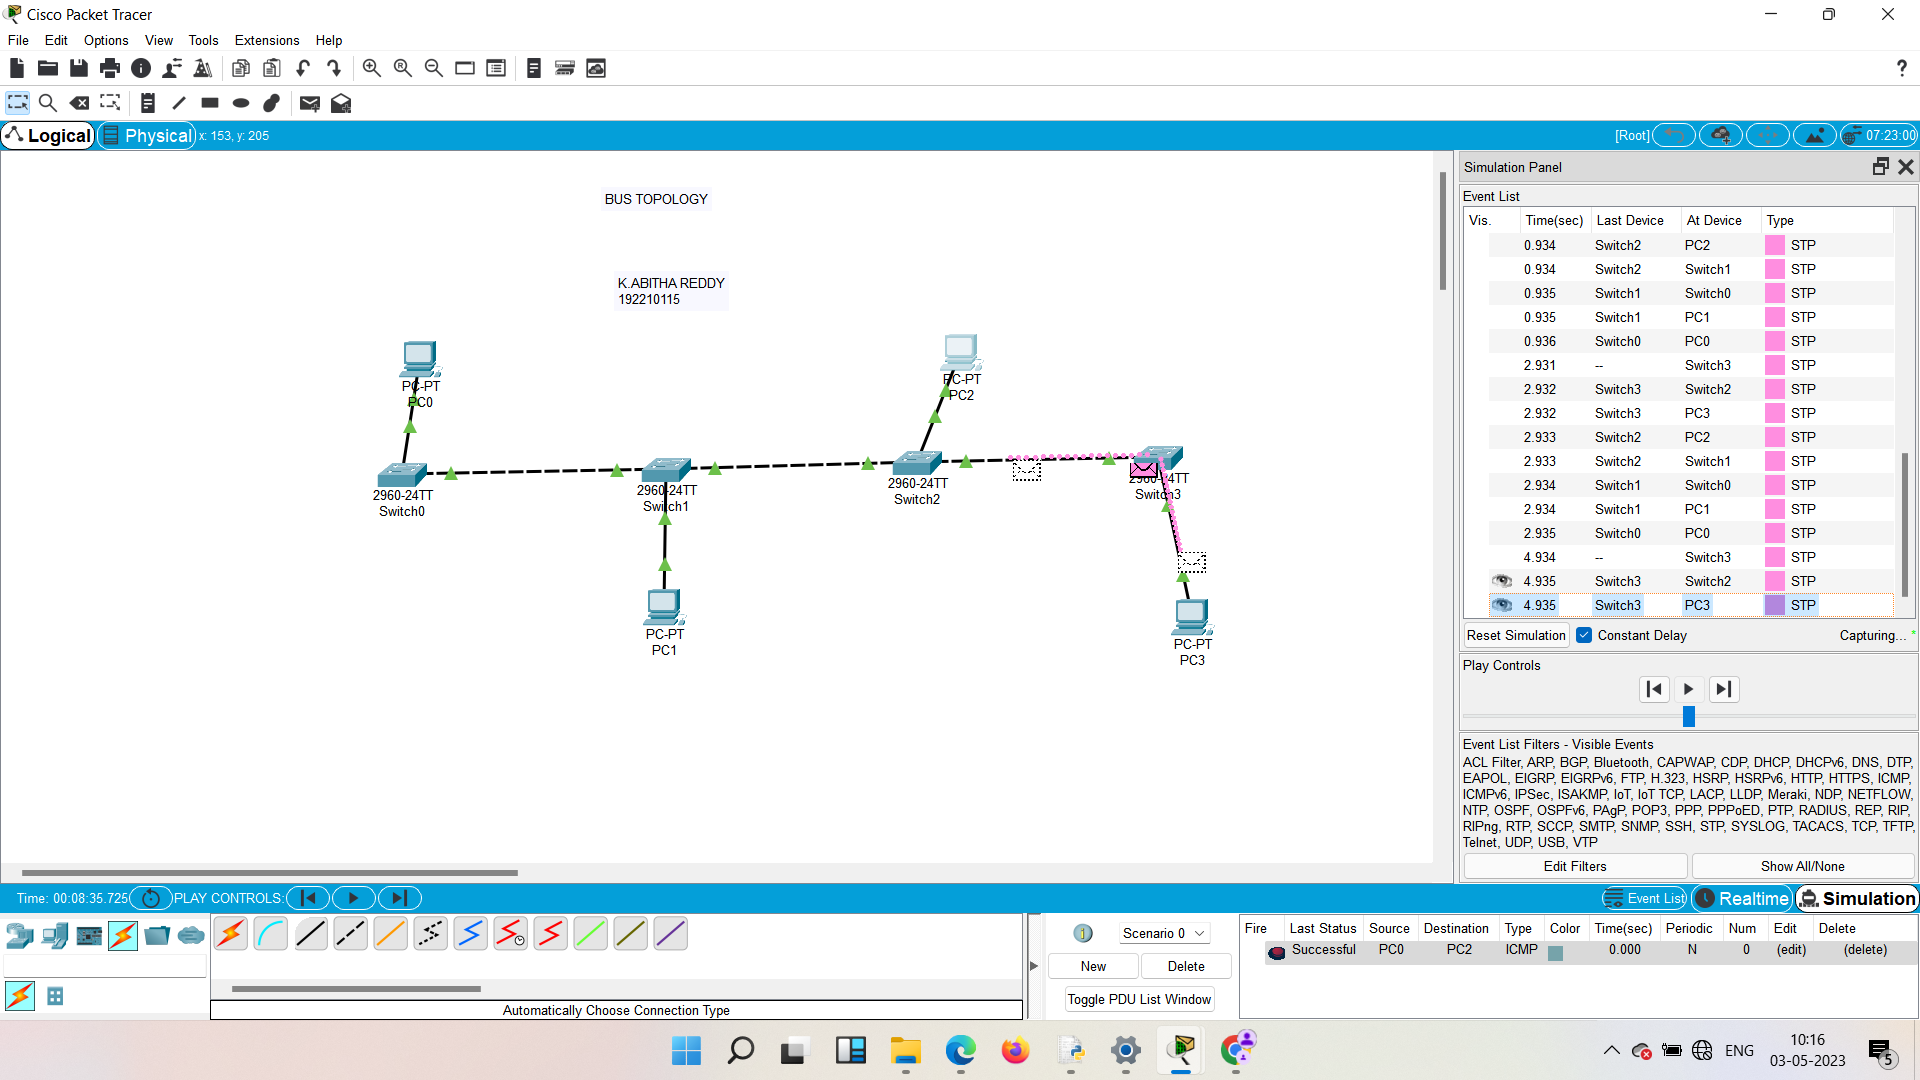 Cisco Packet Tracer
File Edit Options View Tools Extensions Help
?
Logical Physical x: 153, y: 205 [Root] 07:23:00
BUS TOPOLOGY
K.ABITHA REDDY
192210115
PC-PT
PC0
PC-PT
PC2
2960-24TT
Switch0
2960-24TT
Switch1
2960-24TT
Switch2
2960-24TT
Switch3
PC-PT
PC1
PC-PT
PC3
Simulation Panel
Event List
Vis. Time(sec) Last Device At Device Type
0.934 Switch2 PC2 STP
0.934 Switch2 Switch1 STP
0.935 Switch1 Switch0 STP
0.935 Switch1 PC1 STP
0.936 Switch0 PC0 STP
2.931 -- Switch3 STP
2.932 Switch3 Switch2 STP
2.932 Switch3 PC3 STP
2.933 Switch2 PC2 STP
2.933 Switch2 Switch1 STP
2.934 Switch1 Switch0 STP
2.934 Switch1 PC1 STP
2.935 Switch0 PC0 STP
4.934 -- Switch3 STP
4.935 Switch3 Switch2 STP
4.935 Switch3 PC3 STP
Reset Simulation Constant Delay Capturing... *
Play Controls
Event List Filters - Visible Events
ACL Filter, ARP, BGP, Bluetooth, CAPWAP, CDP, DHCP, DHCPv6, DNS, DTP,
EAPOL, EIGRP, EIGRPv6, FTP, H.323, HSRP, HSRPv6, HTTP, HTTPS, ICMP,
ICMPv6, IPSec, ISAKMP, IoT, IoT TCP, LACP, LLDP, Meraki, NDP, NETFLOW,
NTP, OSPF, OSPFv6, PAgP, POP3, PPP, PPPoED, PTP, RADIUS, REP, RIP,
RIPng, RTP, SCCP, SMTP, SNMP, SSH, STP, SYSLOG, TACACS, TCP, TFTP,
Telnet, UDP, USB, VTP
Edit Filters Show All/None
Time: 00:08:35.725 PLAY CONTROLS: Event List Realtime Simulation
Automatically Choose Connection Type
1 Scenario 0
New Delete
Toggle PDU List Window
Fire Last Status Source Destination Type Color Time(sec) Periodic Num Edit Delete
Successful PC0 PC2 ICMP 0.000 N 0 (edit) (delete)
ENG
10:16
03-05-2023
5